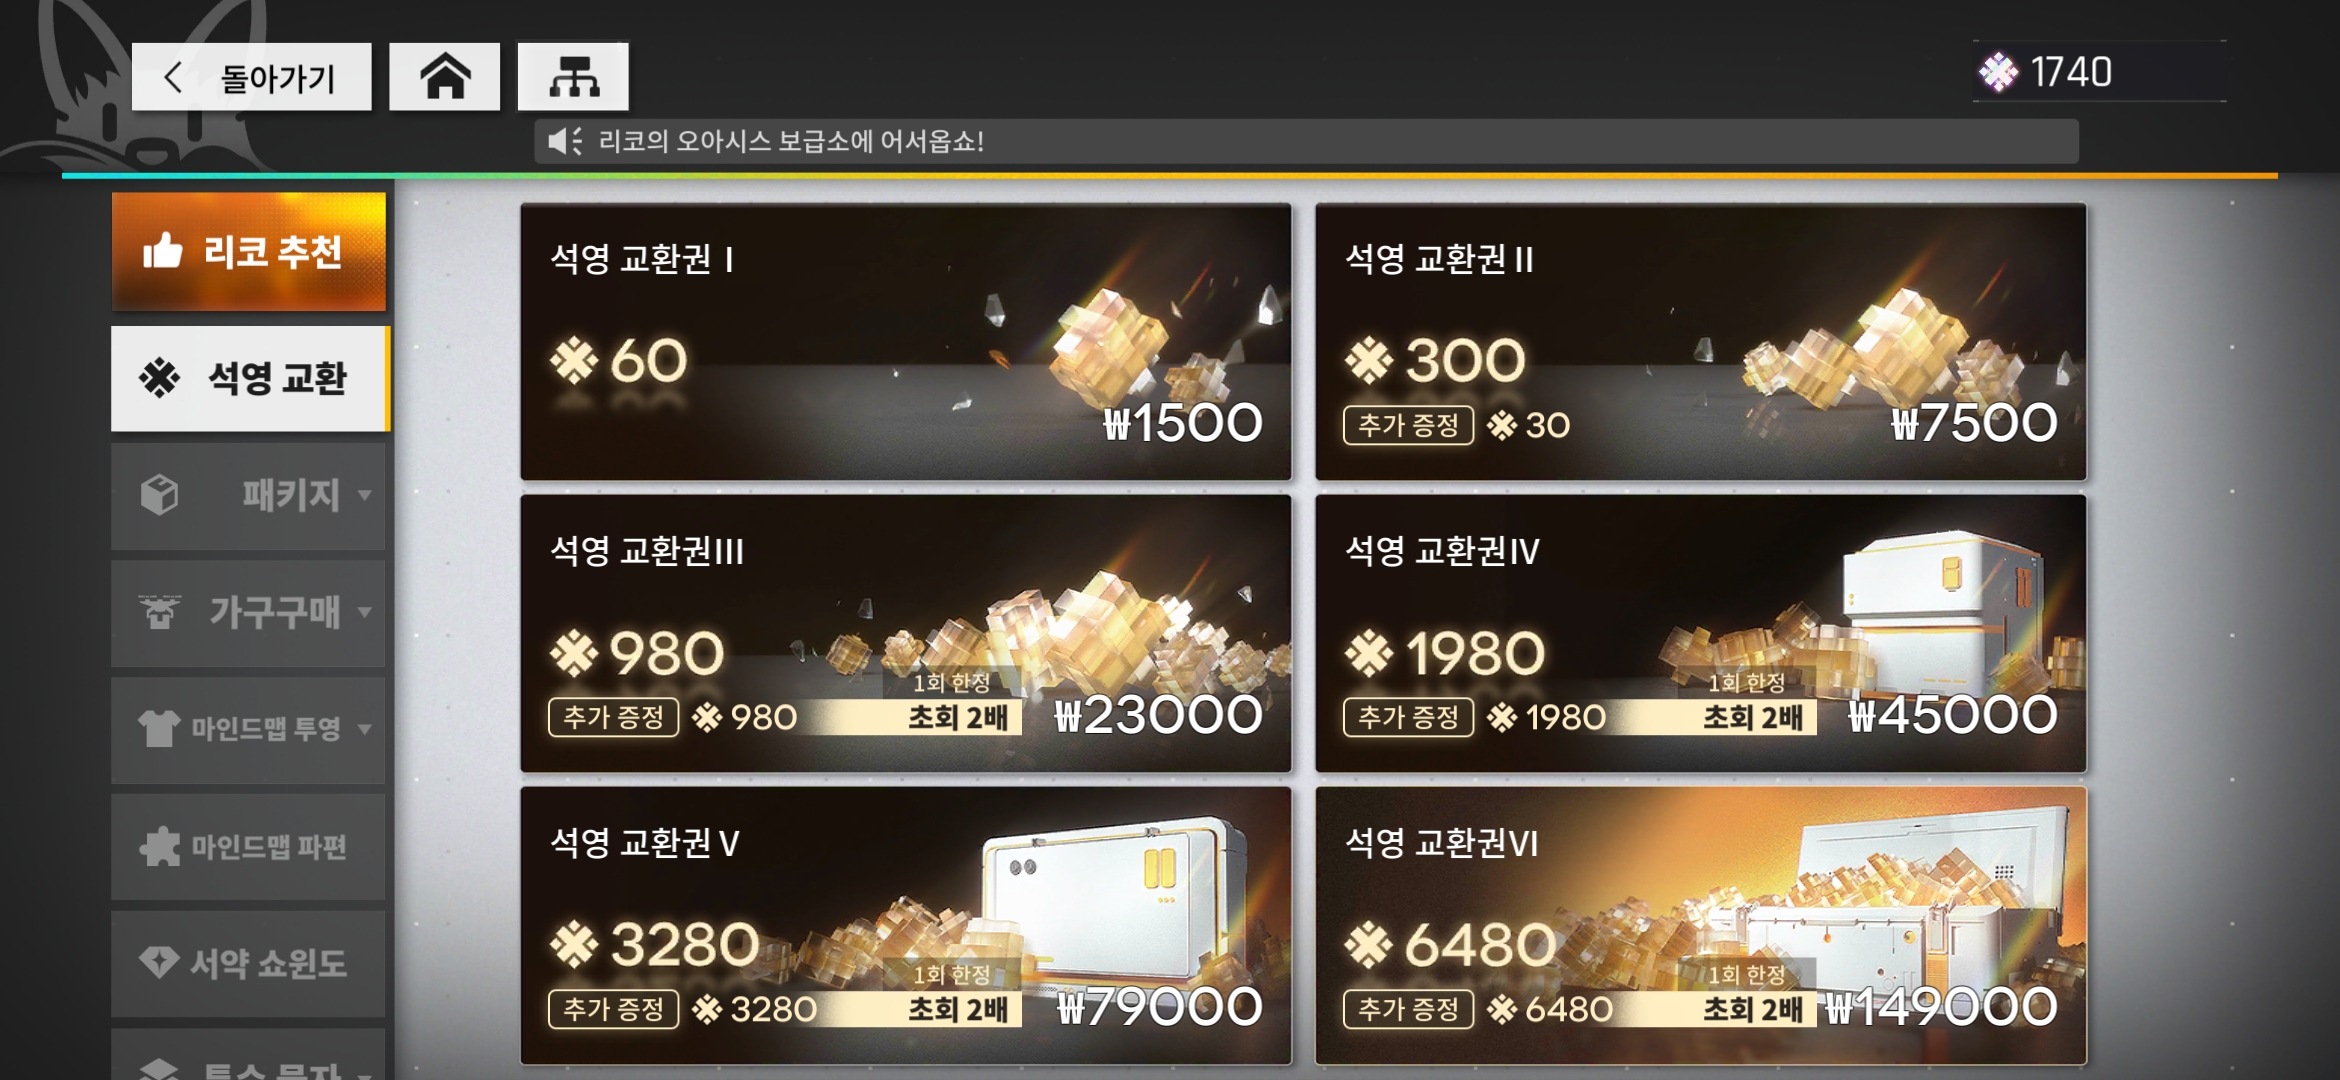 돌아가기
1740
리코의 오아시스 보급소에 어서옵쇼!
리코 추천
석영 교환
패키지
가구구매
마인드맵 투영
마인드맵 파편
서약 쇼윈도
석영 교환권 I
60
₩1500
석영 교환권 II
300
추가 증정 30
₩7500
석영 교환권III
980
1회 한정
추가 증정 980 초회 2배
₩23000
석영 교환권IV
1980
1회 한정
추가 증정 1980 초회 2배
₩45000
석영 교환권 V
3280
1회 한정
추가 증정 3280 초회 2배
₩79000
석영 교환권VI
6480
1회 한정
추가 증정 6480 초회 2배
₩149000